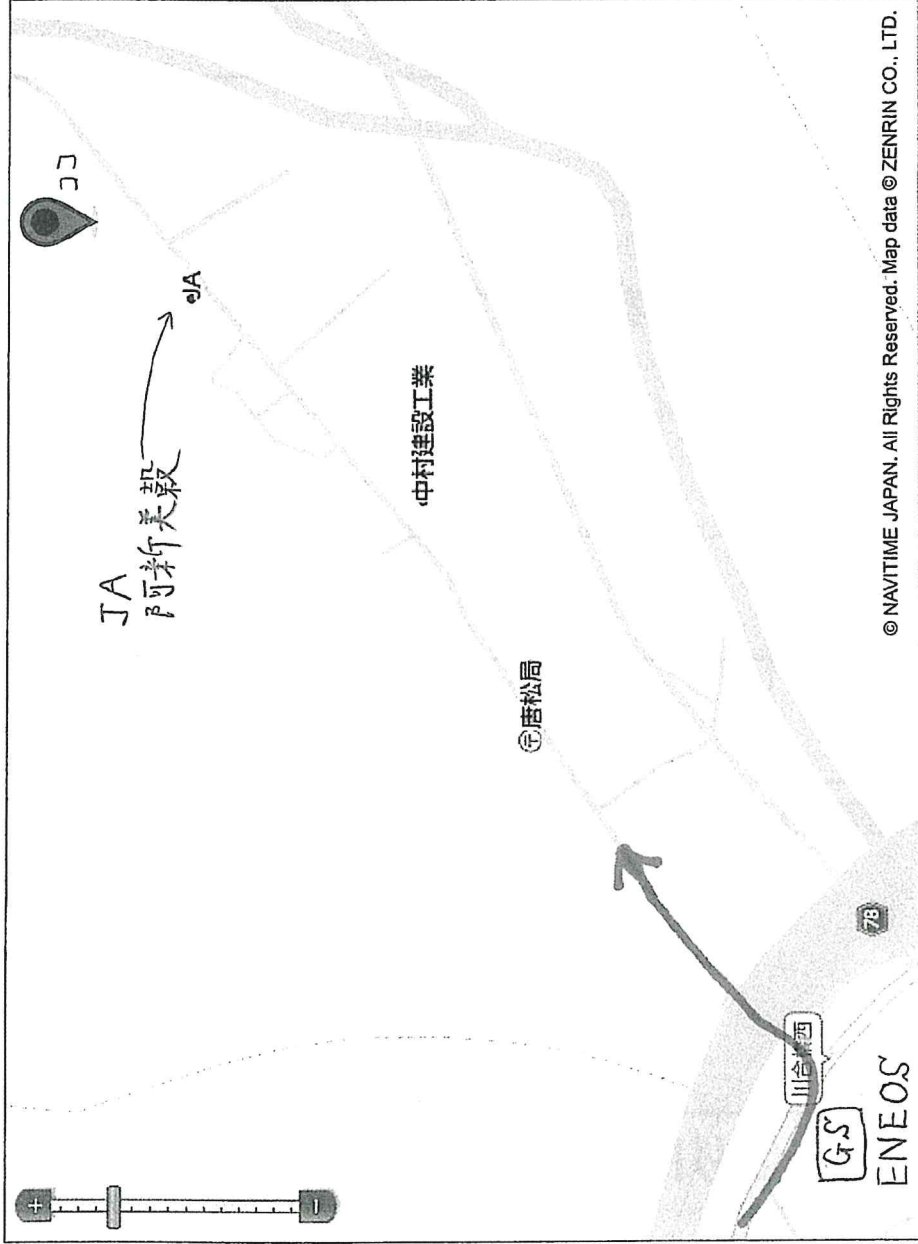 ココ
JA
JA
阿新美穀
中村建設工業
〒唐松局
78
川合橋西
GS
ENEOS
+
−
© NAVITIME JAPAN. All Rights Reserved. Map data © ZENRIN CO., LTD.